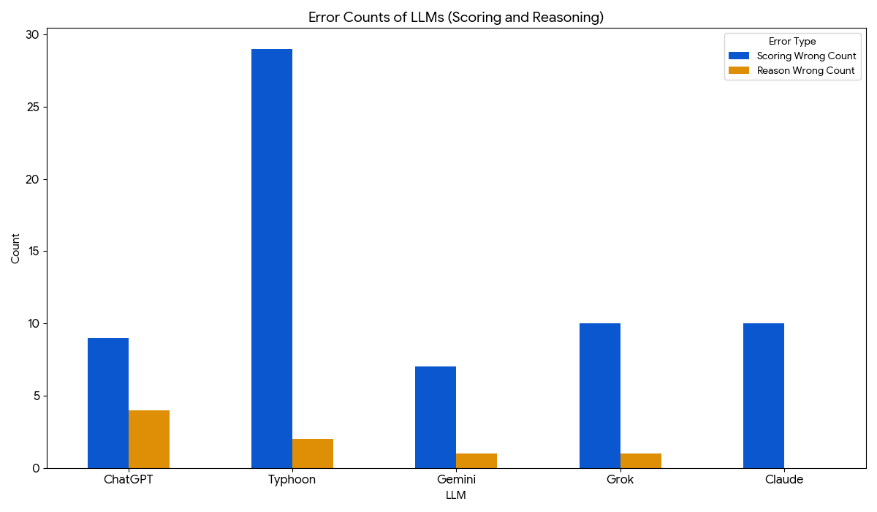 Error Counts of LLMs (Scoring and Reasoning)
Error Type
Scoring Wrong Count
Reason Wrong Count
Count
30
25
20
15
10
5
0
ChatGPT
Typhoon
Gemini
Grok
Claude
LLM